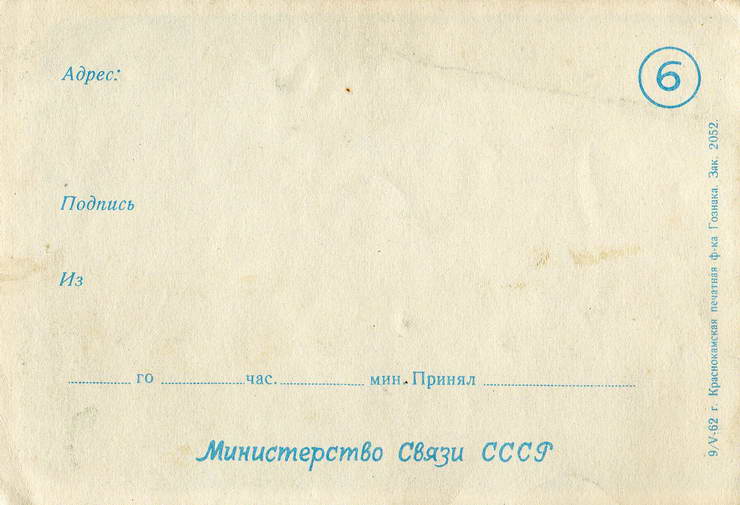 Адрес:
6
Подпись
Из
го час. мин. Принял
Министерство Связи СССР
9/V-62 г. Краснокамская печатная ф-ка Гознака. Зак. 2052.